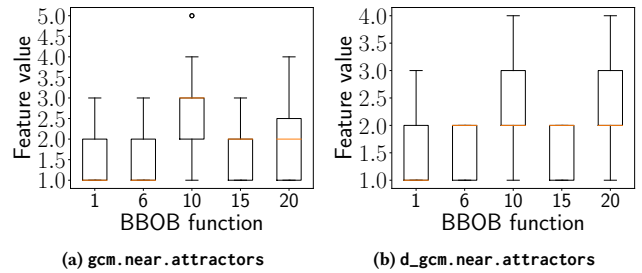 Feature value
5.0
4.5
4.0
3.5
3.0
2.5
2.0
1.5
1.0
1 6 10 15 20
BBOB function
(a) gcm.near.attractors
Feature value
4.0
3.5
3.0
2.5
2.0
1.5
1.0
1 6 10 15 20
BBOB function
(b) d_gcm.near.attractors